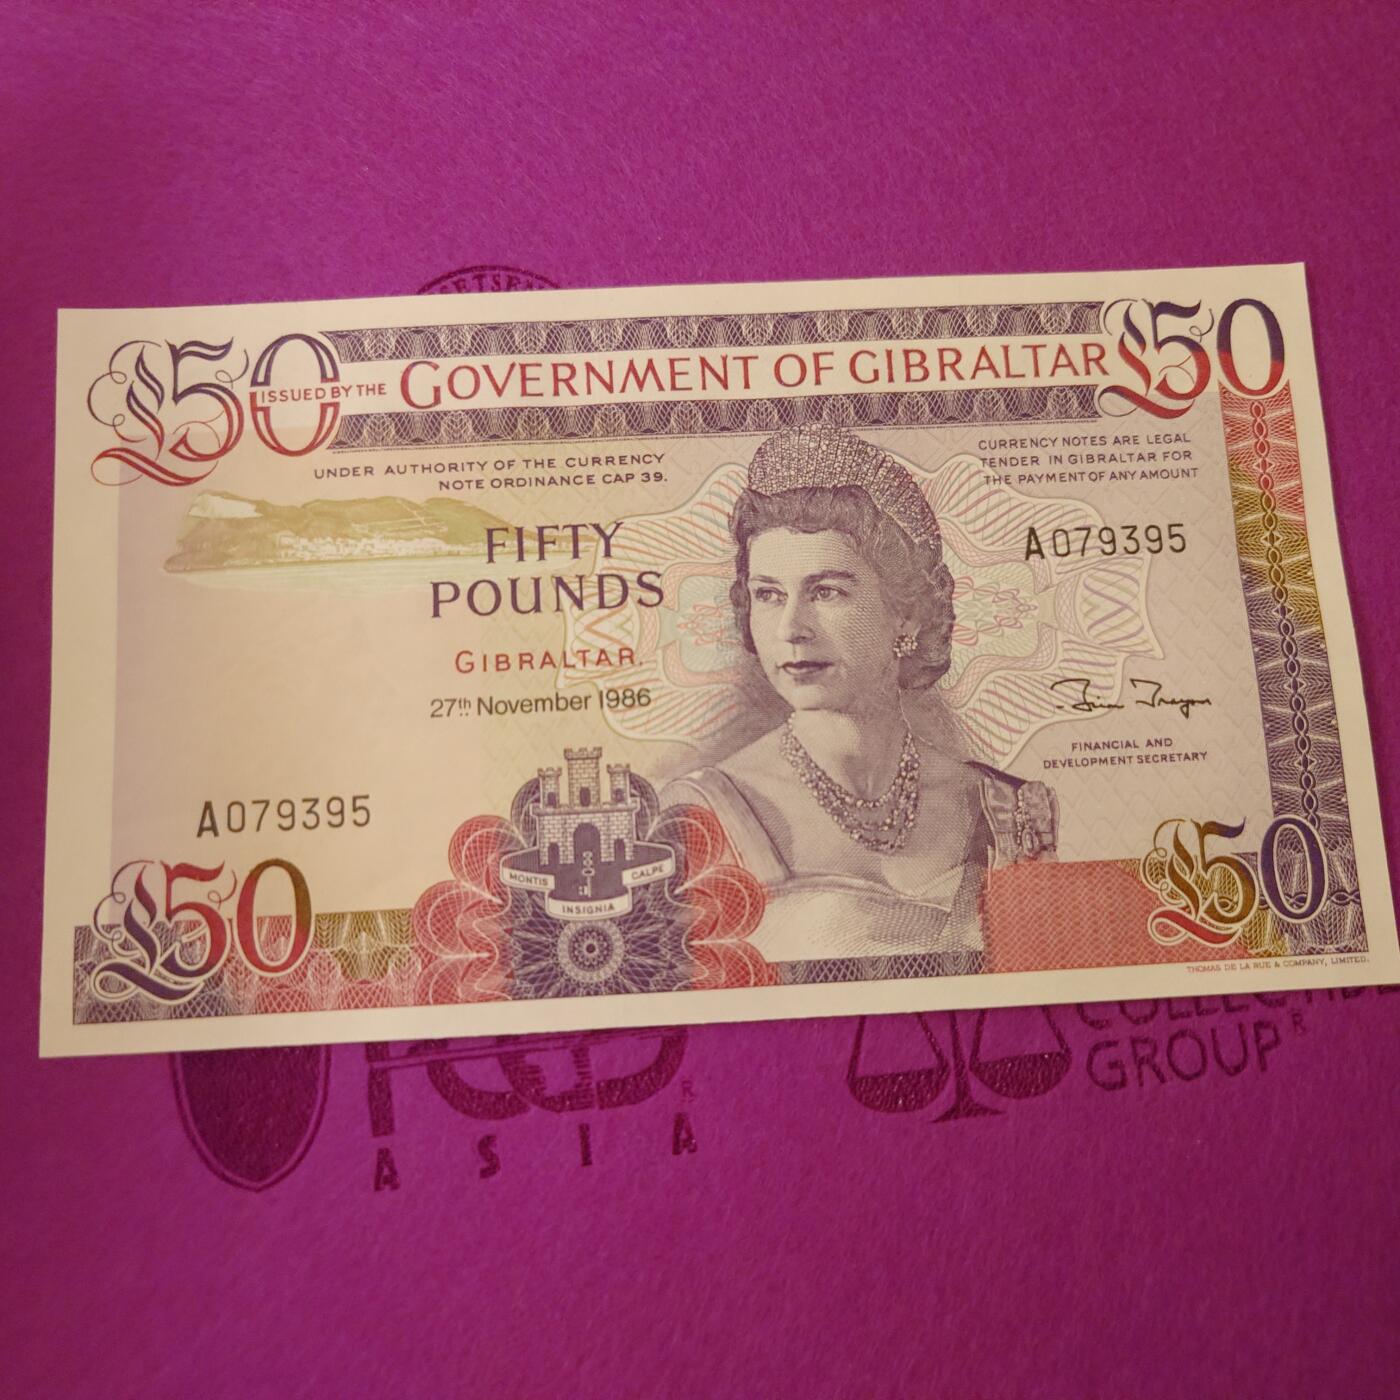 £50
ISSUED BY THE GOVERNMENT OF GIBRALTAR
£50
UNDER AUTHORITY OF THE CURRENCY
NOTE ORDINANCE CAP 39.
CURRENCY NOTES ARE LEGAL
TENDER IN GIBRALTAR FOR
THE PAYMENT OF ANY AMOUNT
FIFTY
POUNDS
A079395
GIBRALTAR.
27th November 1986
Brian Traynor
FINANCIAL AND
DEVELOPMENT SECRETARY
A079395
MONTIS CALPE
INSIGNIA
£50
£50
THOMAS DE LA RUE & COMPANY, LIMITED.
GROUP®
ASIA